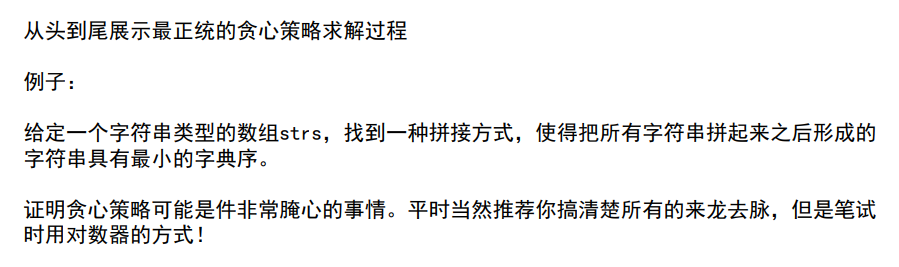 从头到尾展示最正统的贪心策略求解过程
例子：
给定一个字符串类型的数组strs，找到一种拼接方式，使得把所有字符串拼起来之后形成的
字符串具有最小的字典序。
证明贪心策略可能是件非常腌心的事情。平时当然推荐你搞清楚所有的来龙去脉，但是笔试
时用对数器的方式！